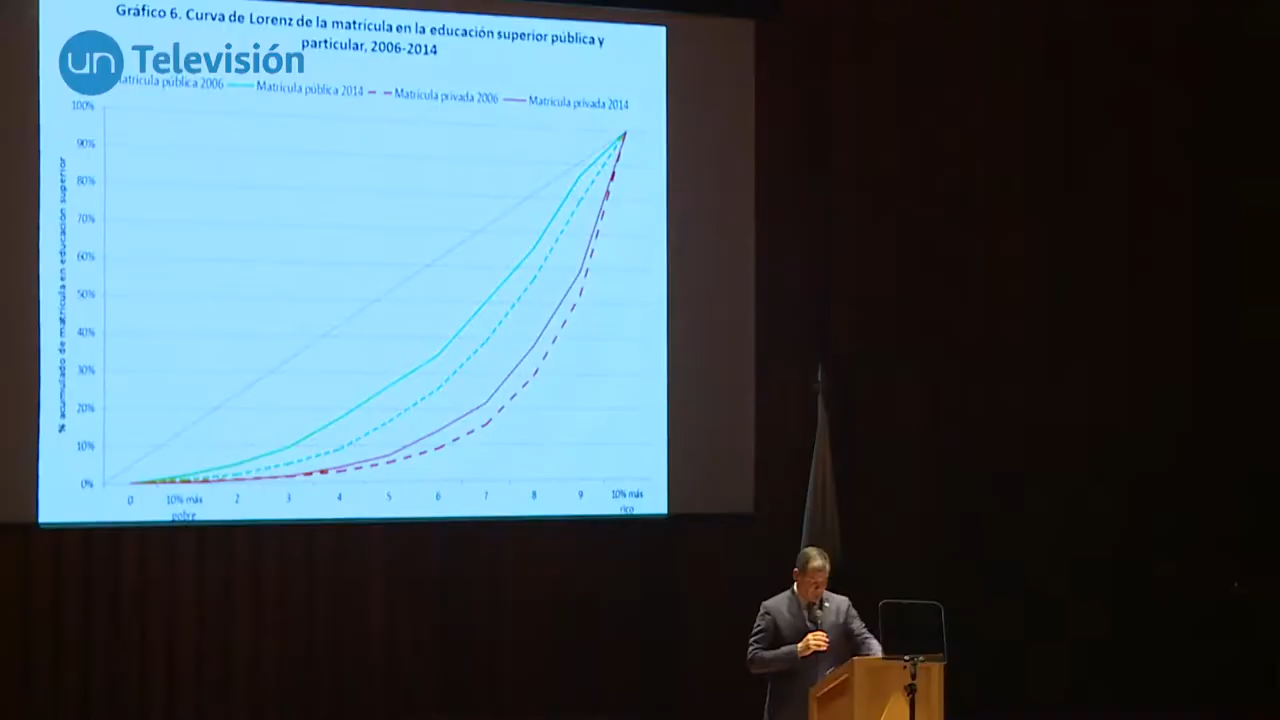 Gráfico 6. Curva de Lorenz de la matrícula en la educación superior pública y
particular, 2006-2014
un Televisión
atrícula pública 2006 Matrícula pública 2014 Matrícula privada 2006 Matrícula privada 2014
% acumulado de matrícula en educación superior
100%
90%
80%
70%
60%
50%
40%
30%
20%
10%
0%
0 10% más pobre 2 3 4 5 6 7 8 9 10% más rico